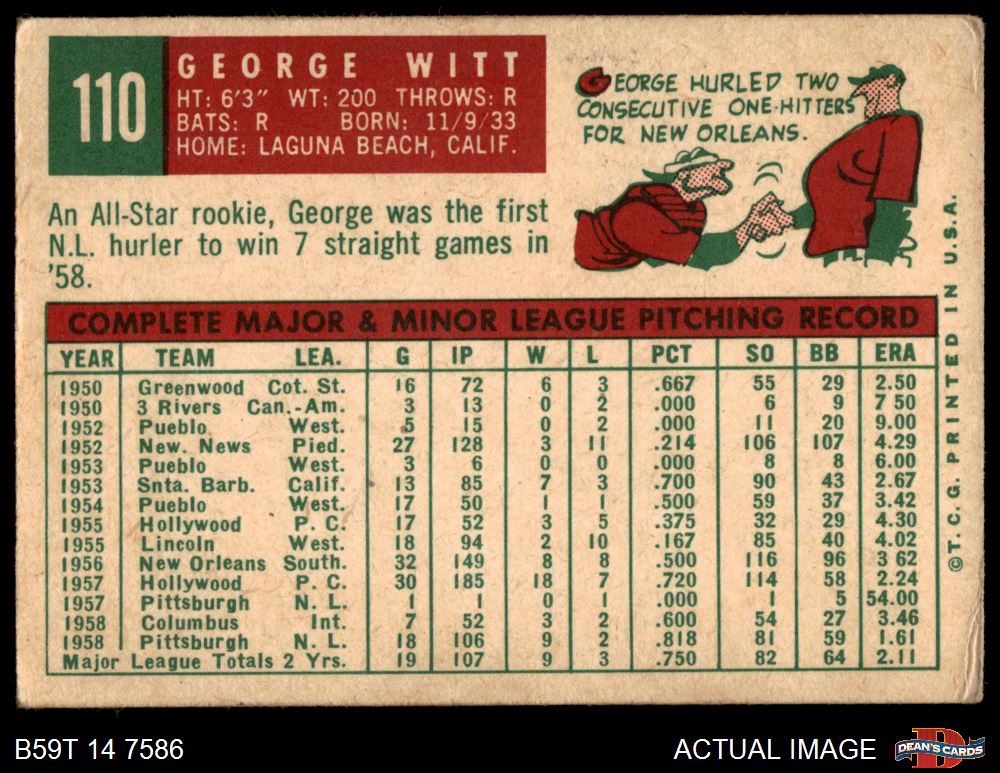 110
GEORGE WITT
HT: 6'3" WT: 200 THROWS: R
BATS: R BORN: 11/9/33
HOME: LAGUNA BEACH, CALIF.
GEORGE HURLED TWO
CONSECUTIVE ONE-HITTERS
FOR NEW ORLEANS.
An All-Star rookie, George was the first
N.L. hurler to win 7 straight games in
'58.
COMPLETE MAJOR & MINOR LEAGUE PITCHING RECORD
YEAR TEAM LEA. G IP W L PCT SO BB ERA
1950 Greenwood Cot. St. 16 72 6 3 .667 55 29 2.50
1950 3 Rivers Can.-Am. 3 13 0 2 .000 6 9 7 50
1952 Pueblo West. 5 15 0 2 .000 11 20 9.00
1952 New. News Pied. 27 128 3 11 .214 106 107 4.29
1953 Pueblo West. 3 6 0 0 .000 8 8 6.00
1953 Snta. Barb. Calif. 13 85 7 3 .700 90 43 2.67
1954 Pueblo West. 17 50 1 1 .500 59 37 3.42
1955 Hollywood P. C. 17 52 3 5 .375 32 29 4.30
1955 Lincoln West. 18 94 2 10 .167 85 40 4.02
1956 New Orleans South. 32 149 8 8 .500 116 96 3 62
1957 Hollywood P. C. 30 185 18 7 .720 114 58 2.24
1957 Pittsburgh N. L. 1 1 0 1 .000 1 5 54.00
1958 Columbus Int. 7 52 3 2 .600 54 27 3.46
1958 Pittsburgh N. L. 18 106 9 2 .818 81 59 1.61
Major League Totals 2 Yrs. 19 107 9 3 .750 82 64 2.11
©T.C.G. PRINTED IN U.S.A.
B59T 14 7586
ACTUAL IMAGE
D
DEAN'S CARDS